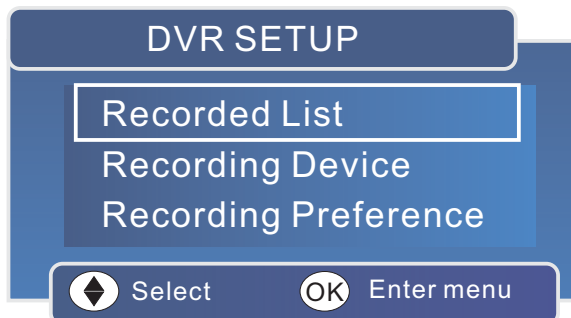 DVR SETUP
Recorded List
Recording Device
Recording Preference
Select OK Enter menu